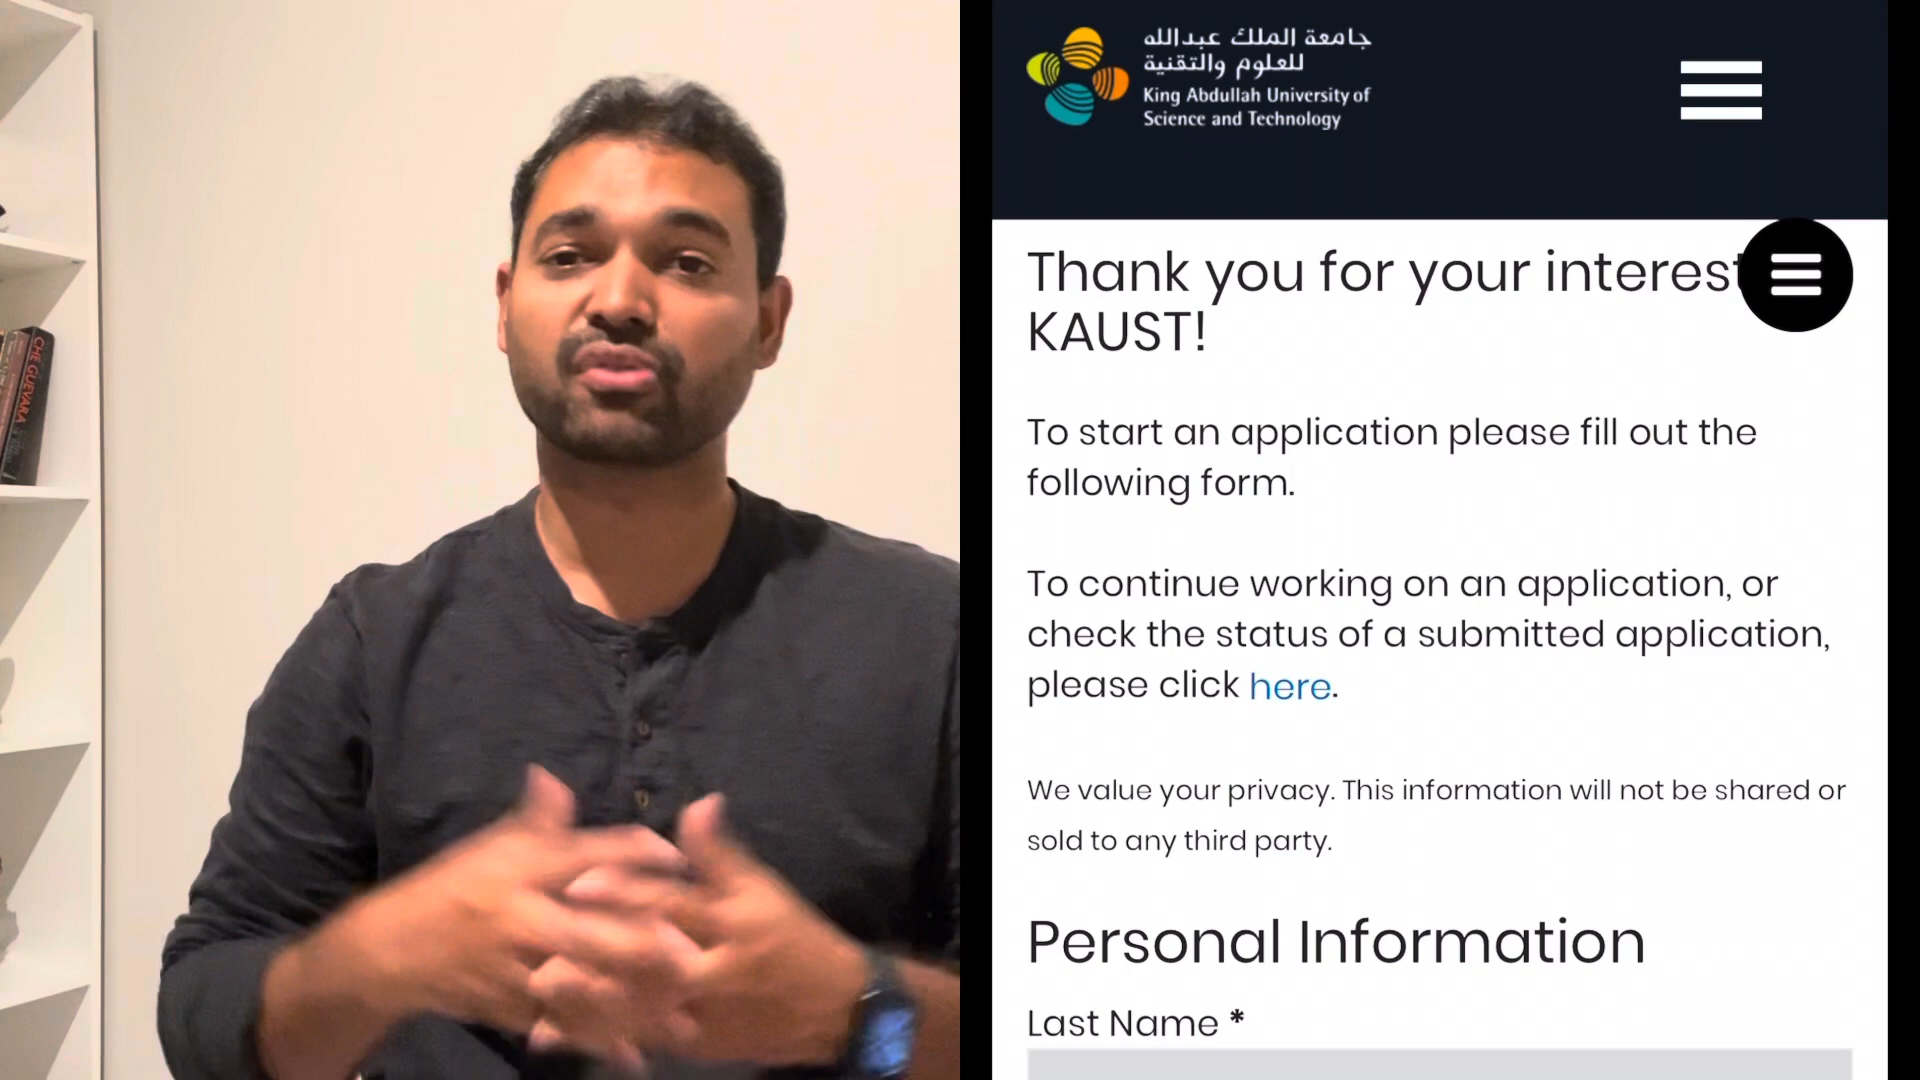 CHE GUEVARA
جامعة الملك عبدالله
للعلوم والتقنية
King Abdullah University of
Science and Technology
Thank you for your interest
KAUST!
To start an application please fill out the
following form.
To continue working on an application, or
check the status of a submitted application,
please click here.
We value your privacy. This information will not be shared or
sold to any third party.
Personal Information
Last Name *